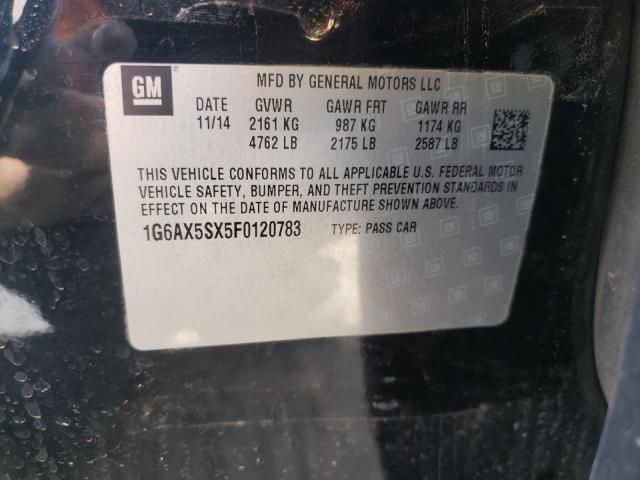 GM
MFD BY GENERAL MOTORS LLC
DATE GVWR GAWR FRT GAWR RR
11/14 2161 KG 987 KG 1174 KG
4762 LB 2175 LB 2587 LB
THIS VEHICLE CONFORMS TO ALL APPLICABLE U.S. FEDERAL MOTOR
VEHICLE SAFETY, BUMPER, AND THEFT PREVENTION STANDARDS IN
EFFECT ON THE DATE OF MANUFACTURE SHOWN ABOVE.
1G6AX5SX5F0120783 TYPE: PASS CAR